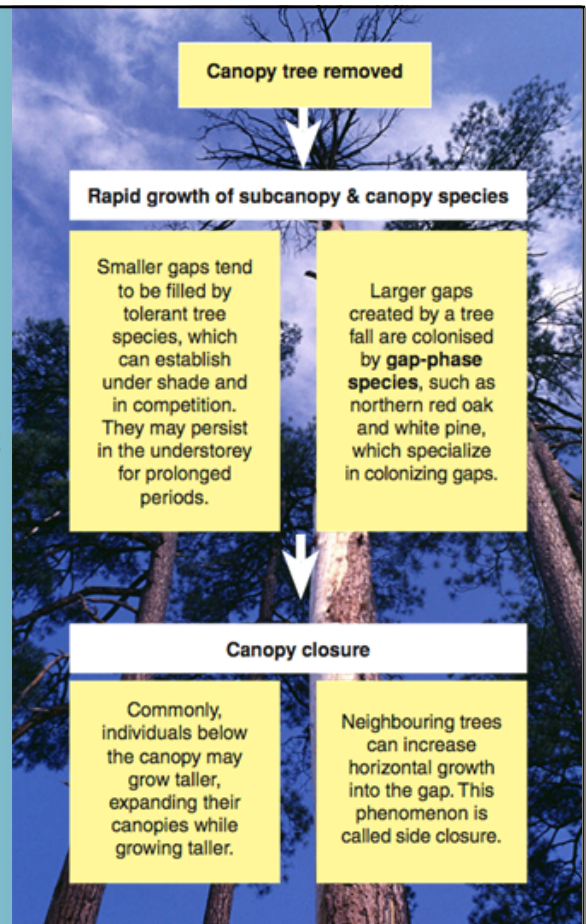 Canopy tree removed
Rapid growth of subcanopy & canopy species
Smaller gaps tend
to be filled by
tolerant tree
species, which
can establish
under shade and
in competition.
They may persist
in the understorey
for prolonged
periods.
Larger gaps
created by a tree
fall are colonised
by gap-phase
species, such as
northern red oak
and white pine,
which specialize
in colonizing gaps.
Canopy closure
Commonly,
individuals below
the canopy may
grow taller,
expanding their
canopies while
growing taller.
Neighbouring trees
can increase
horizontal growth
into the gap. This
phenomenon is
called side closure.